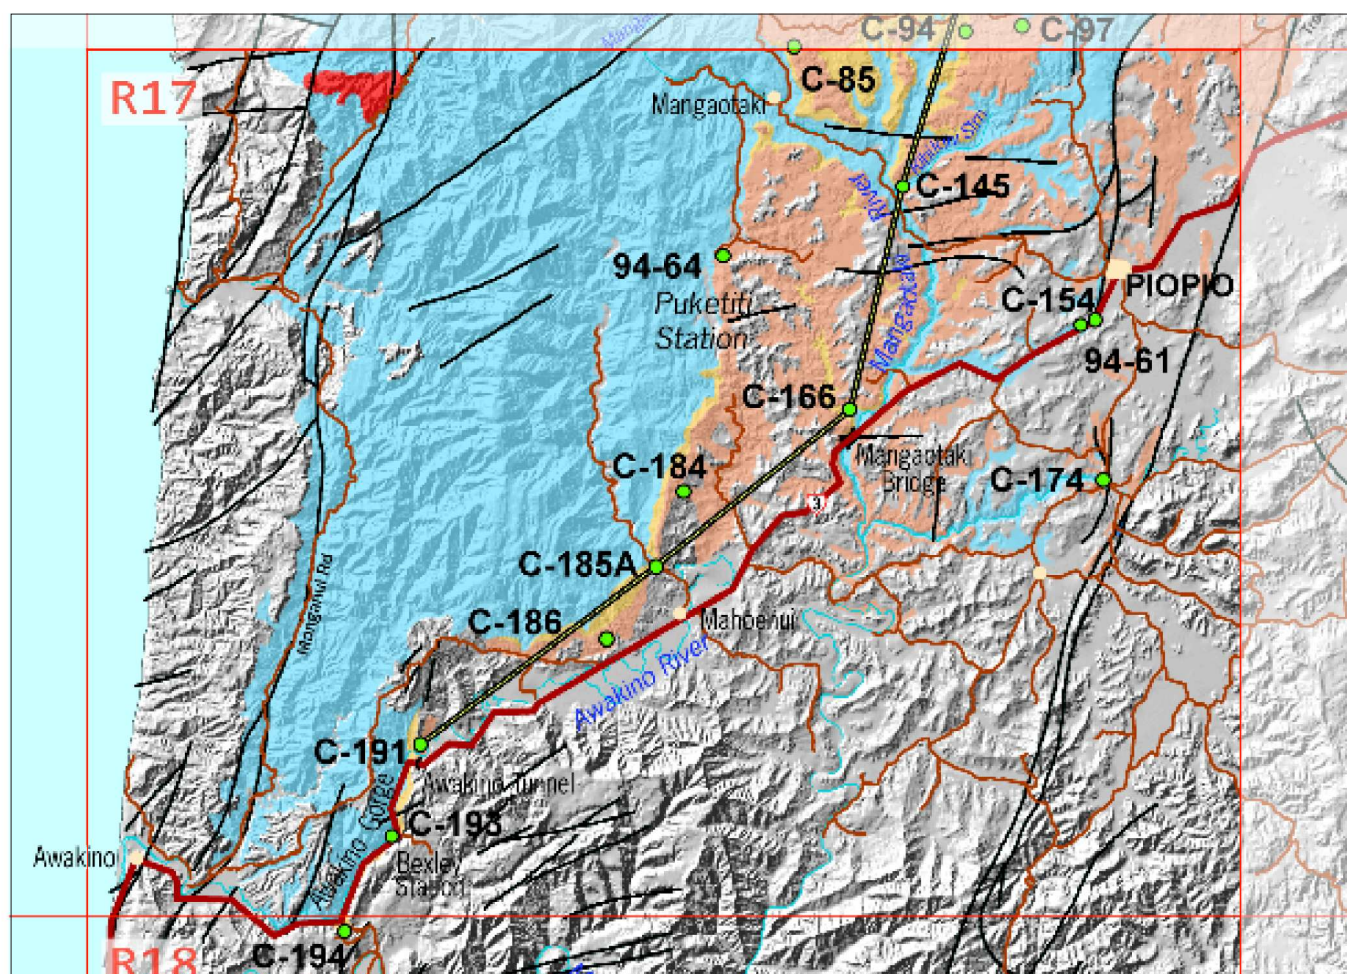 C-94
C-97
R17
C-85
Mangaotaki
River
C-145
94-64
Puketiti
Station
C-154
PIOPIO
Mangaotaki
94-61
C-166
C-184
Mangaotaki
Bridge
C-174
3
C-185A
C-186
Mahoenui
Awakino River
C-191
Awakino Tunnel
Awakino Gorge
C-193
Awakino
Bexley
Station
C-194
R18